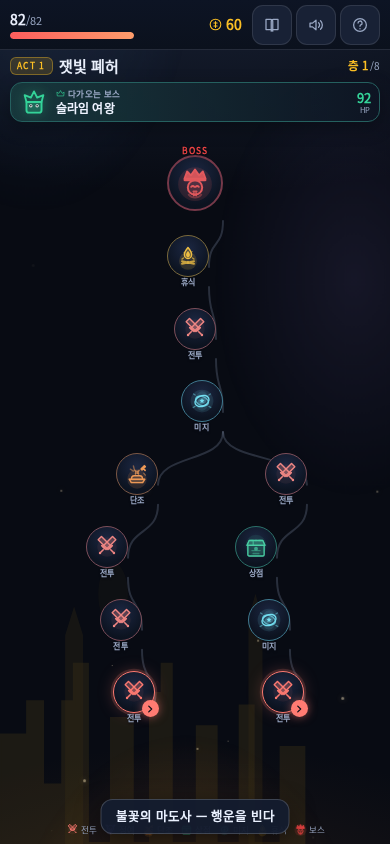 82/82
60
ACT 1 잿빛 폐허 층 1/8
다가오는 보스
슬라임 여왕
92
HP
BOSS
휴식
전투
미지
단조 전투
전투 상점
전투 미지
전투 전투
불꽃의 마도사 — 행운을 빈다
전투 보스